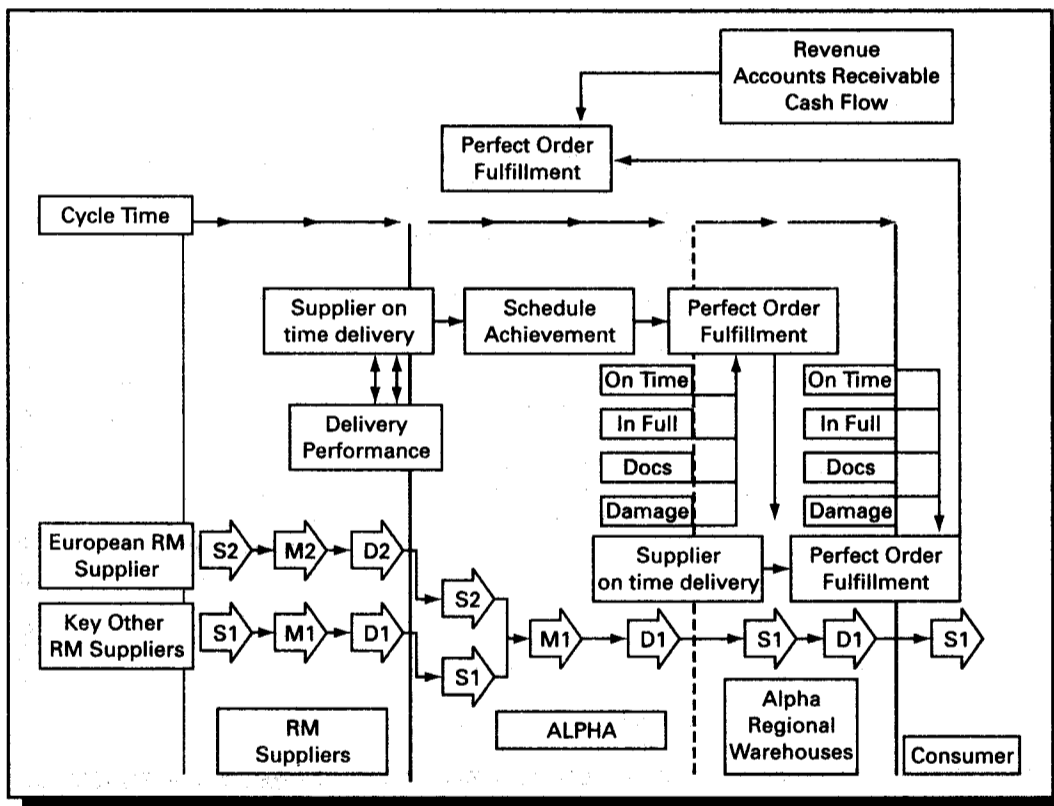 Revenue
Accounts Receivable
Cash Flow
Perfect Order
Fulfillment
Cycle Time
Supplier on
time delivery
Schedule
Achievement
Perfect Order
Fulfillment
Delivery
Performance
On Time
In Full
Docs
Damage
On Time
In Full
Docs
Damage
European RM
Supplier
S2
M2
D2
Supplier
on time delivery
Perfect Order
Fulfillment
Key Other
RM Suppliers
S1
M1
D1
S2
S1
M1
D1
S1
D1
S1
RM
Suppliers
ALPHA
Alpha
Regional
Warehouses
Consumer